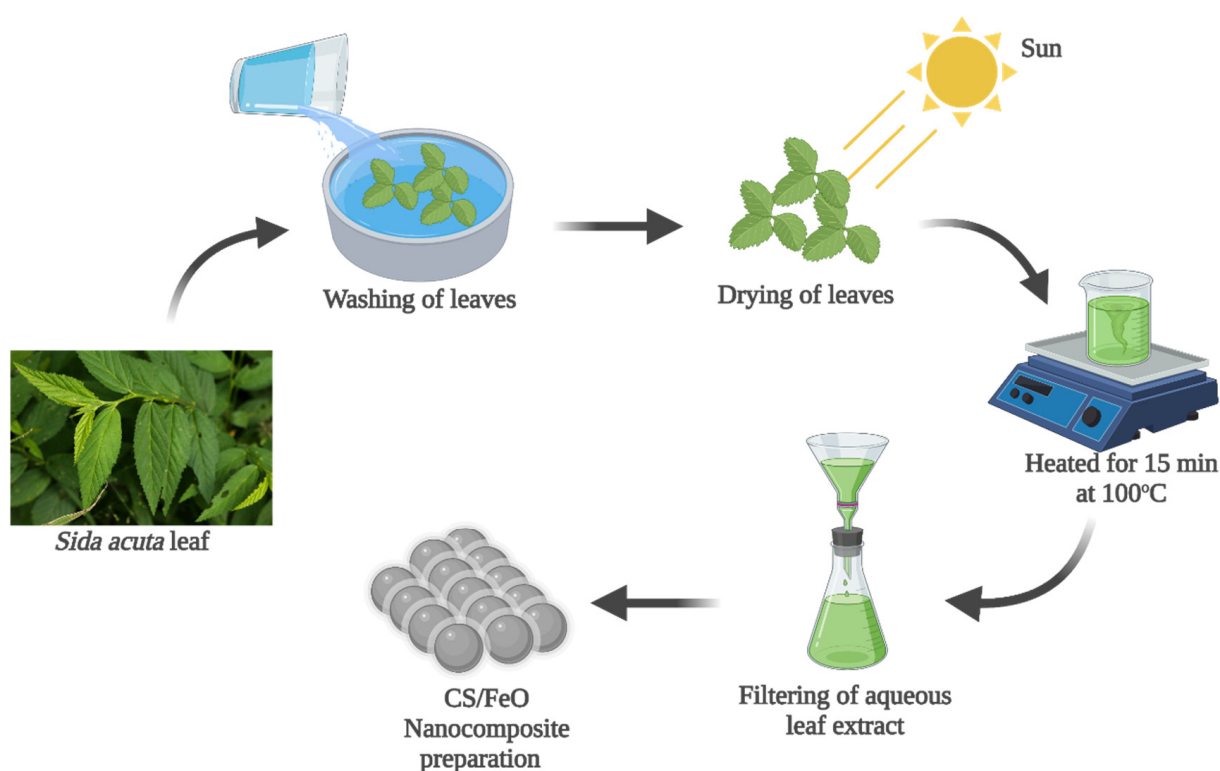 Sun
Washing of leaves
Drying of leaves
Heated for 15 min
at 100°C
Sida acuta leaf
Filtering of aqueous
leaf extract
CS/FeO
Nanocomposite
preparation